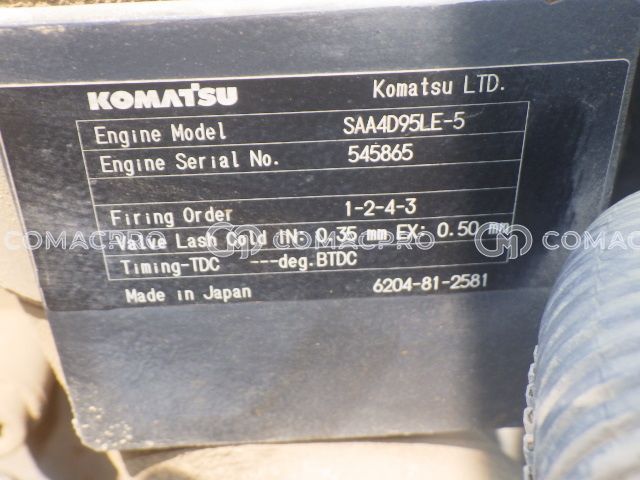 KOMATSU Komatsu LTD.
Engine Model SAA4D95LE-5
Engine Serial No. 545865
Firing Order 1-2-4-3
Valve Lash Cold IN: 0.35 mm EX: 0.50 mm
COMACPRO COMACPRO COMACPRO
Timing-TDC ---deg.BTDC
Made in Japan 6204-81-2581